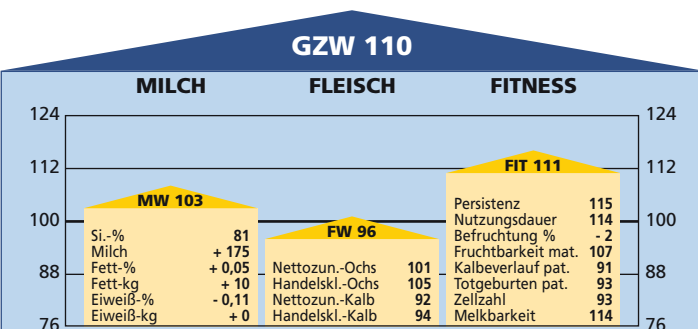 GZW 110
MILCH FLEISCH FITNESS
124 124
112 112
100 100
88 88
76 76
MW 103
Si.-% 81
Milch + 175
Fett-% + 0,05
Fett-kg + 10
Eiweiß-% - 0,11
Eiweiß-kg + 0
FW 96
Nettozun.-Ochs 101
Handelskl.-Ochs 105
Nettozun.-Kalb 92
Handelskl.-Kalb 94
FIT 111
Persistenz 115
Nutzungsdauer 114
Befruchtung % - 2
Fruchtbarkeit mat. 107
Kalbeverlauf pat. 91
Totgeburten pat. 93
Zellzahl 93
Melkbarkeit 114